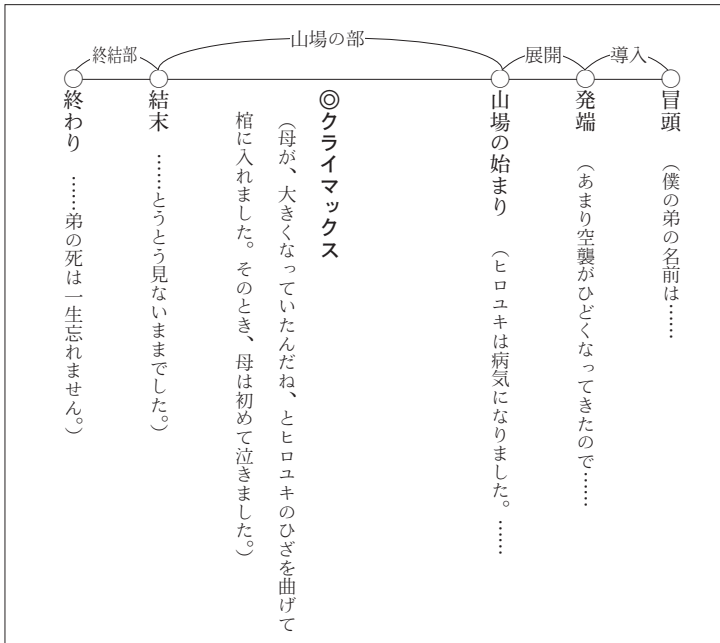 導入
展開
山場の部
終結部
冒頭 (僕の弟の名前は……
発端 (あまり空襲がひどくなってきたので……
山場の始まり (ヒロユキは病気になりました。……
◎クライマックス
(母が、大きくなっていたんだね、とヒロユキのひざを曲げて
棺に入れました。そのとき、母は初めて泣きました。)
結末 ……とうとう見ないままでした。)
終わり ……弟の死は一生忘れません。)